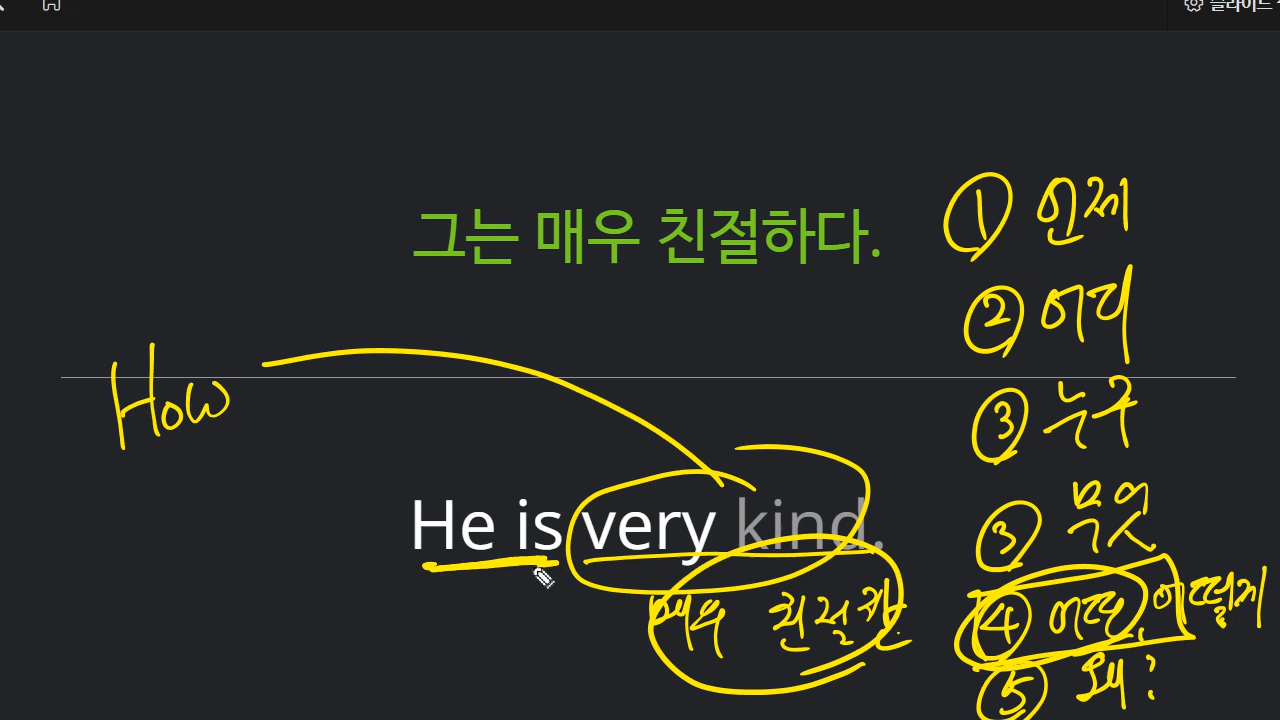 슬라이드
그는 매우 친절하다.
How
He is very kind.
매우 친절한
① 언제
② 어디
③ 누구
③ 무엇
④ 어떤, 어떻게
⑤ 왜?